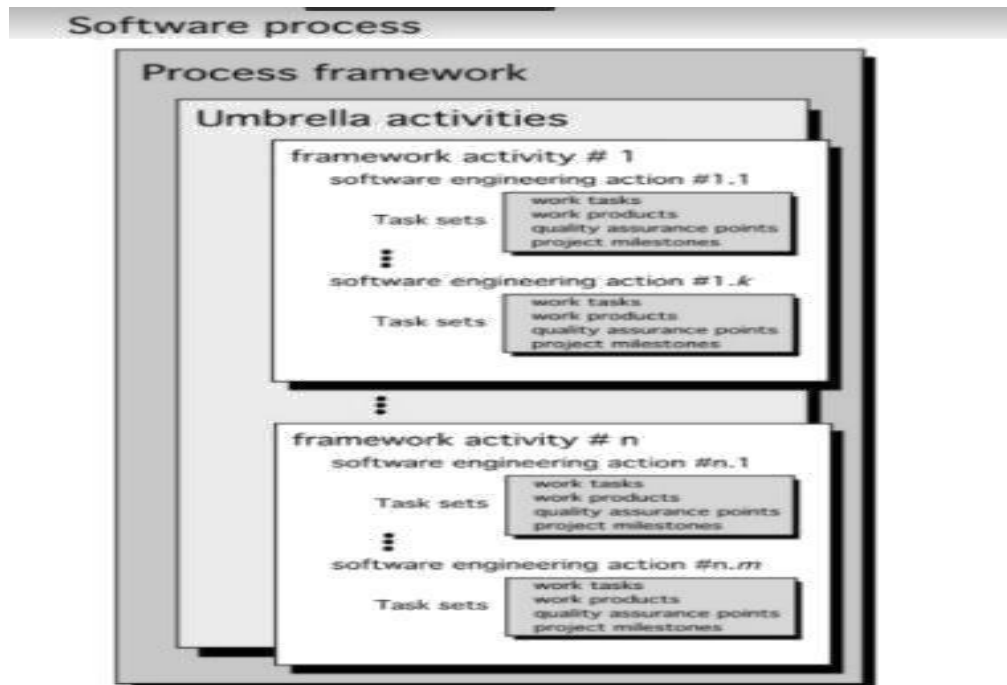 Software process
Process framework
Umbrella activities
framework activity # 1
software engineering action #1.1
Task sets
work tasks
work products
quality assurance points
project milestones
software engineering action #1.k
Task sets
work tasks
work products
quality assurance points
project milestones
framework activity # n
software engineering action #n.1
Task sets
work tasks
work products
quality assurance points
project milestones
software engineering action #n.m
Task sets
work tasks
work products
quality assurance points
project milestones